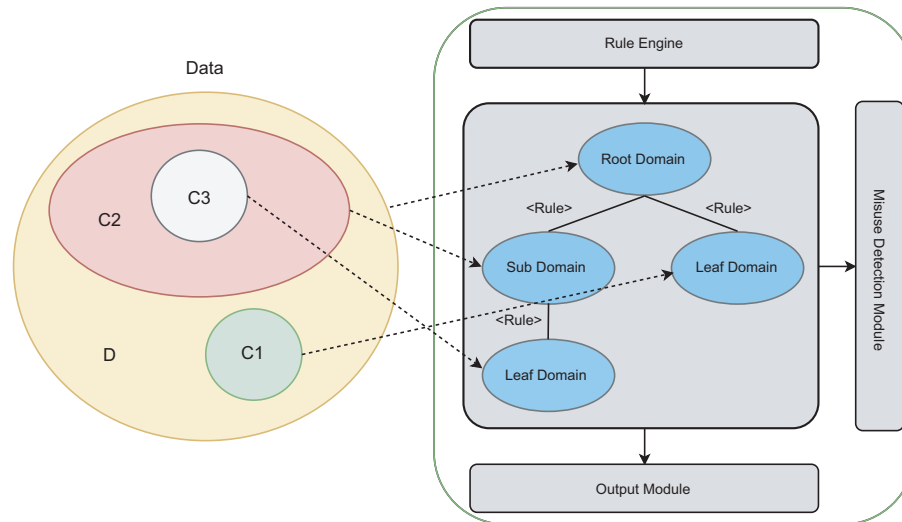 Data
C3
C2
C1
D
Rule Engine
Root Domain
<Rule>
<Rule>
Sub Domain
Leaf Domain
<Rule>
Leaf Domain
Misuse Detection Module
Output Module